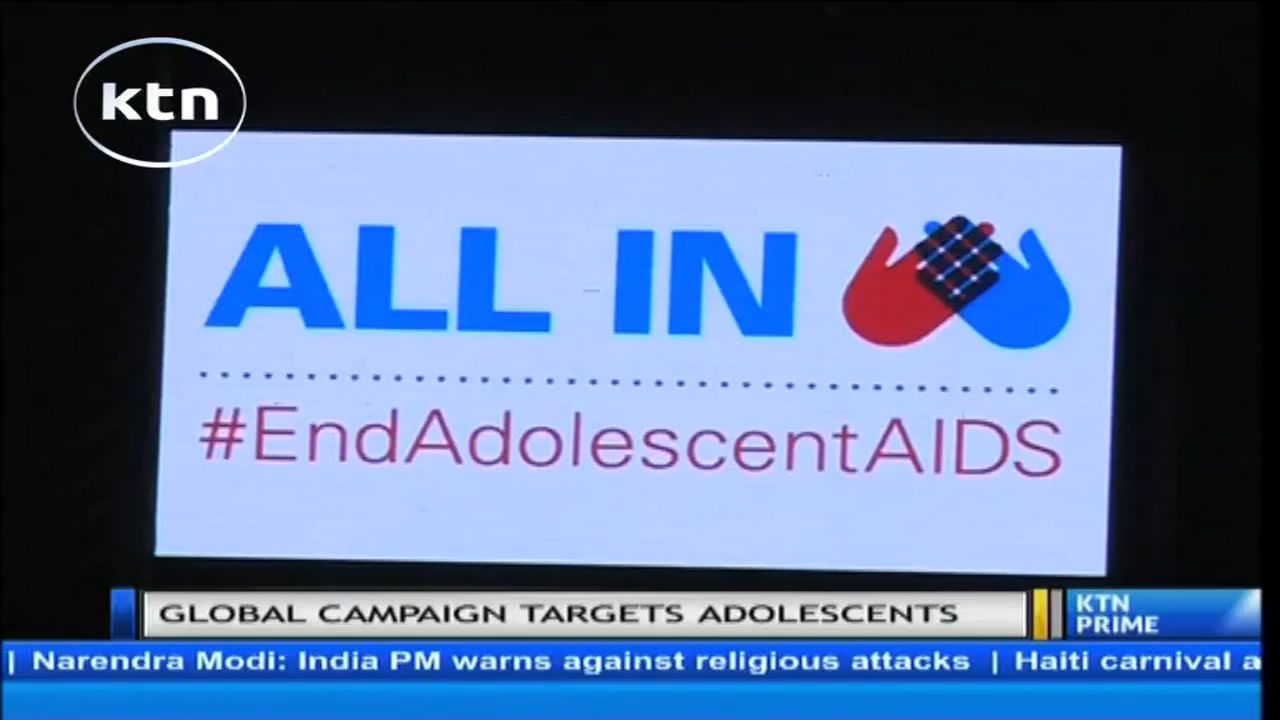 ktn
ALL IN
#EndAdolescentAIDS
GLOBAL CAMPAIGN TARGETS ADOLESCENTS
KTN
PRIME
| Narendra Modi: India PM warns against religious attacks | Haiti carnival a